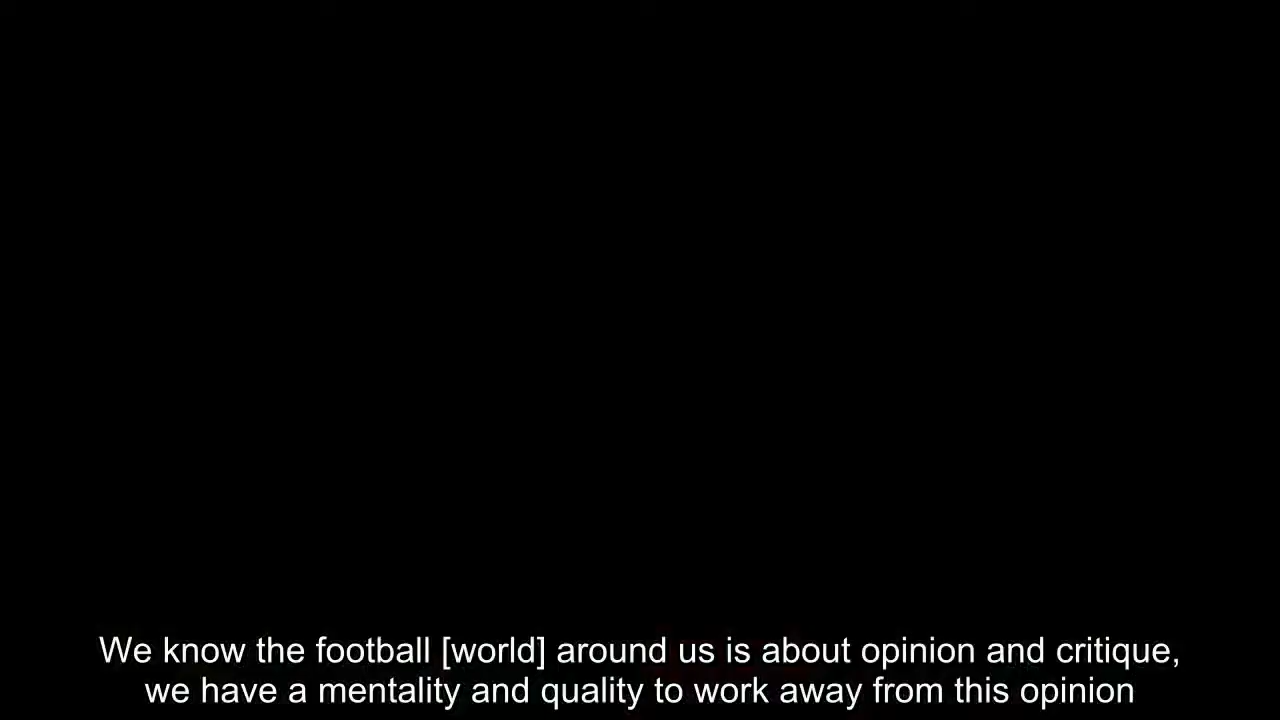 We know the football [world] around us is about opinion and critique,
we have a mentality and quality to work away from this opinion